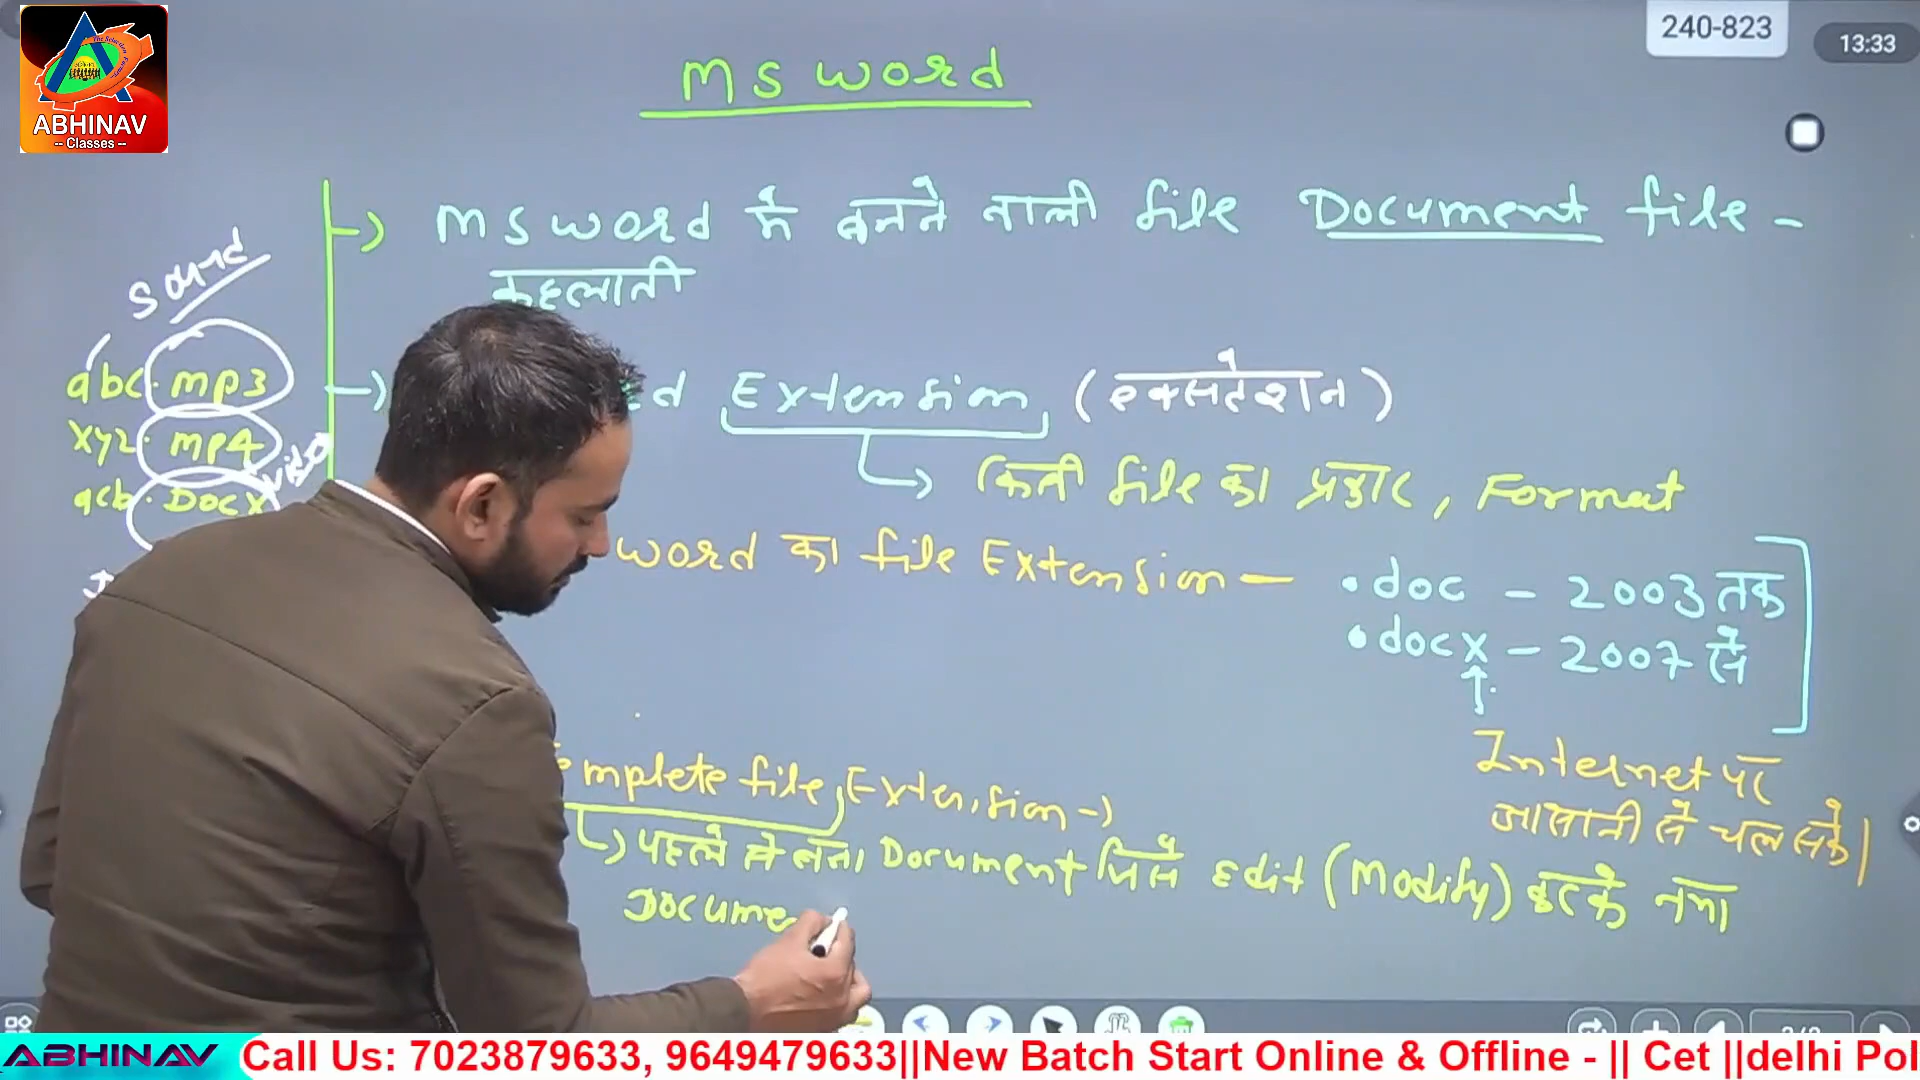 ABHINAV
-- Classes --
240-823
13:33
MS word
MS word में बनने वाली file Document file -
कहलाती
Sound
abc. mp3
xyz. mp4
acb. Docx
Video
Extension (एक्सटेंशन)
किसी file का प्रकार, Format
word का file Extension -
.doc - 2003 तक
.docx - 2007 से
Internet पर
आसानी से चल सके।
emplete file Extension →
पहले से बना Document जिसे Edit (Modify) करके नया
Docume
ABHINAV Call Us: 7023879633, 9649479633||New Batch Start Online & Offline - || Cet ||delhi Pol